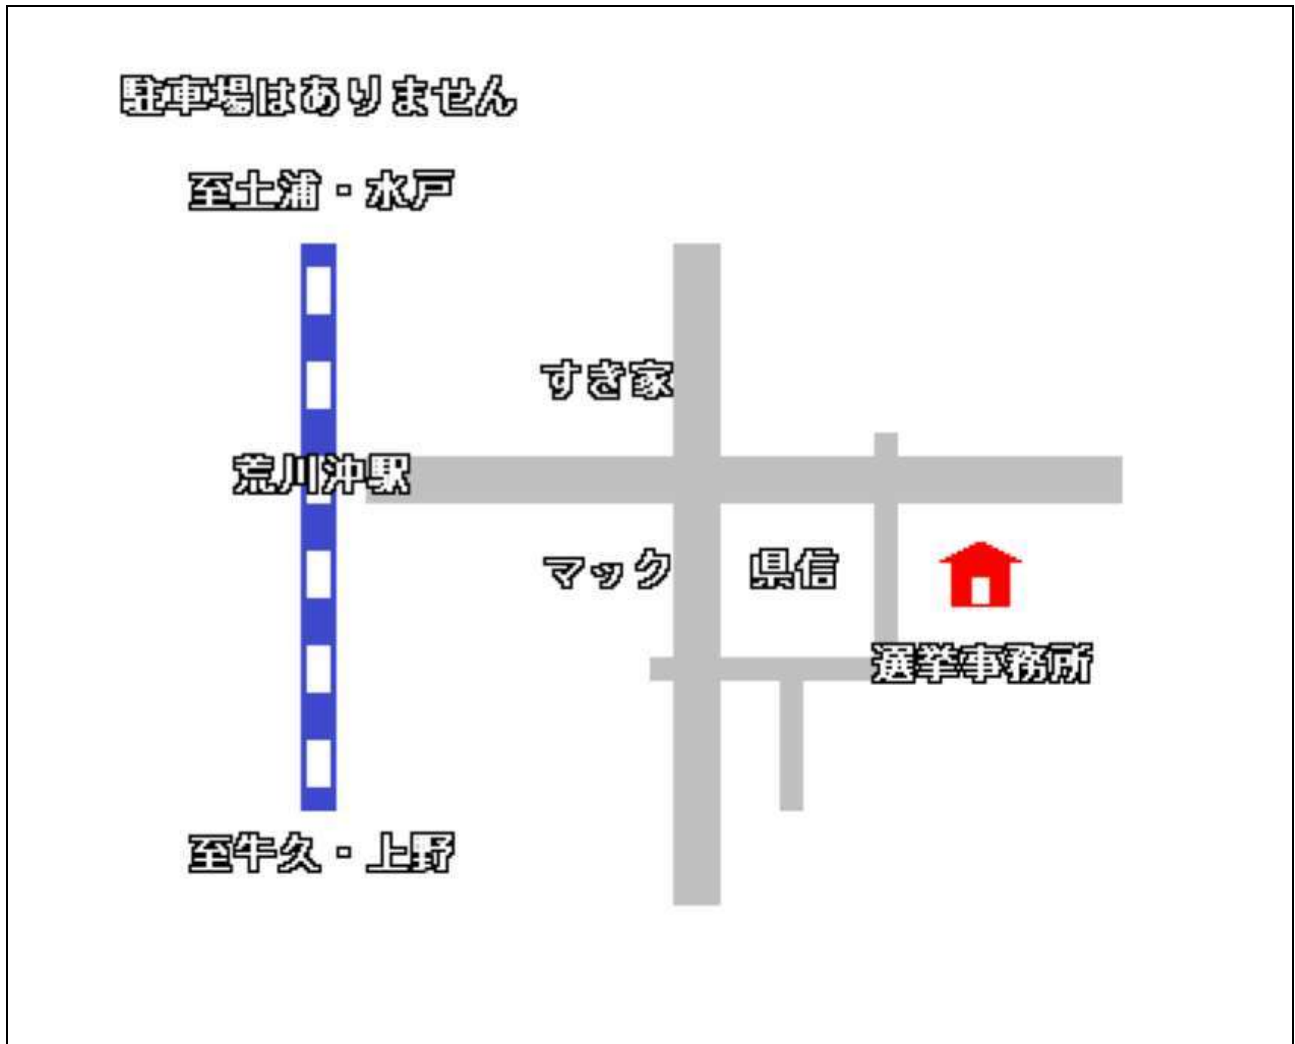 駐車場はありません
至土浦・水戸
すき家
荒川沖駅
マック
県信
選挙事務所
至牛久・上野